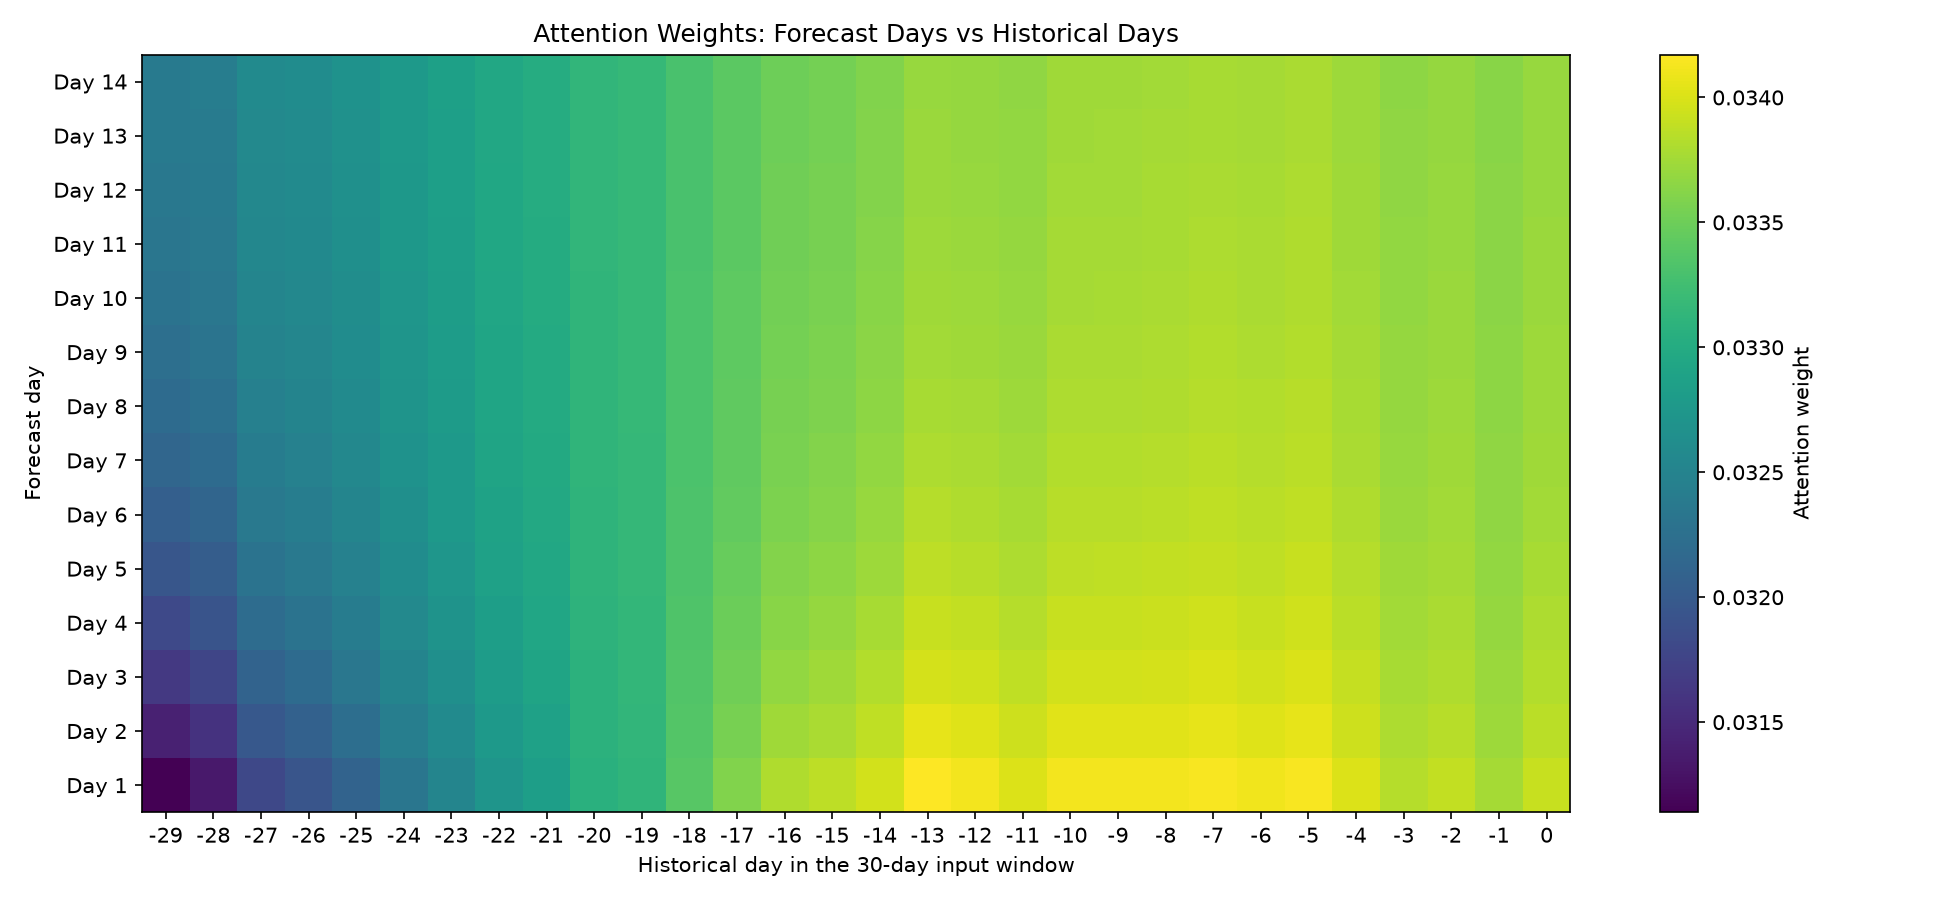 Attention Weights: Forecast Days vs Historical Days
Forecast day
Day 14
Day 13
Day 12
Day 11
Day 10
Day 9
Day 8
Day 7
Day 6
Day 5
Day 4
Day 3
Day 2
Day 1
-29 -28 -27 -26 -25 -24 -23 -22 -21 -20 -19 -18 -17 -16 -15 -14 -13 -12 -11 -10 -9 -8 -7 -6 -5 -4 -3 -2 -1 0
Historical day in the 30-day input window
0.0340
0.0335
0.0330
0.0325
0.0320
0.0315
Attention weight